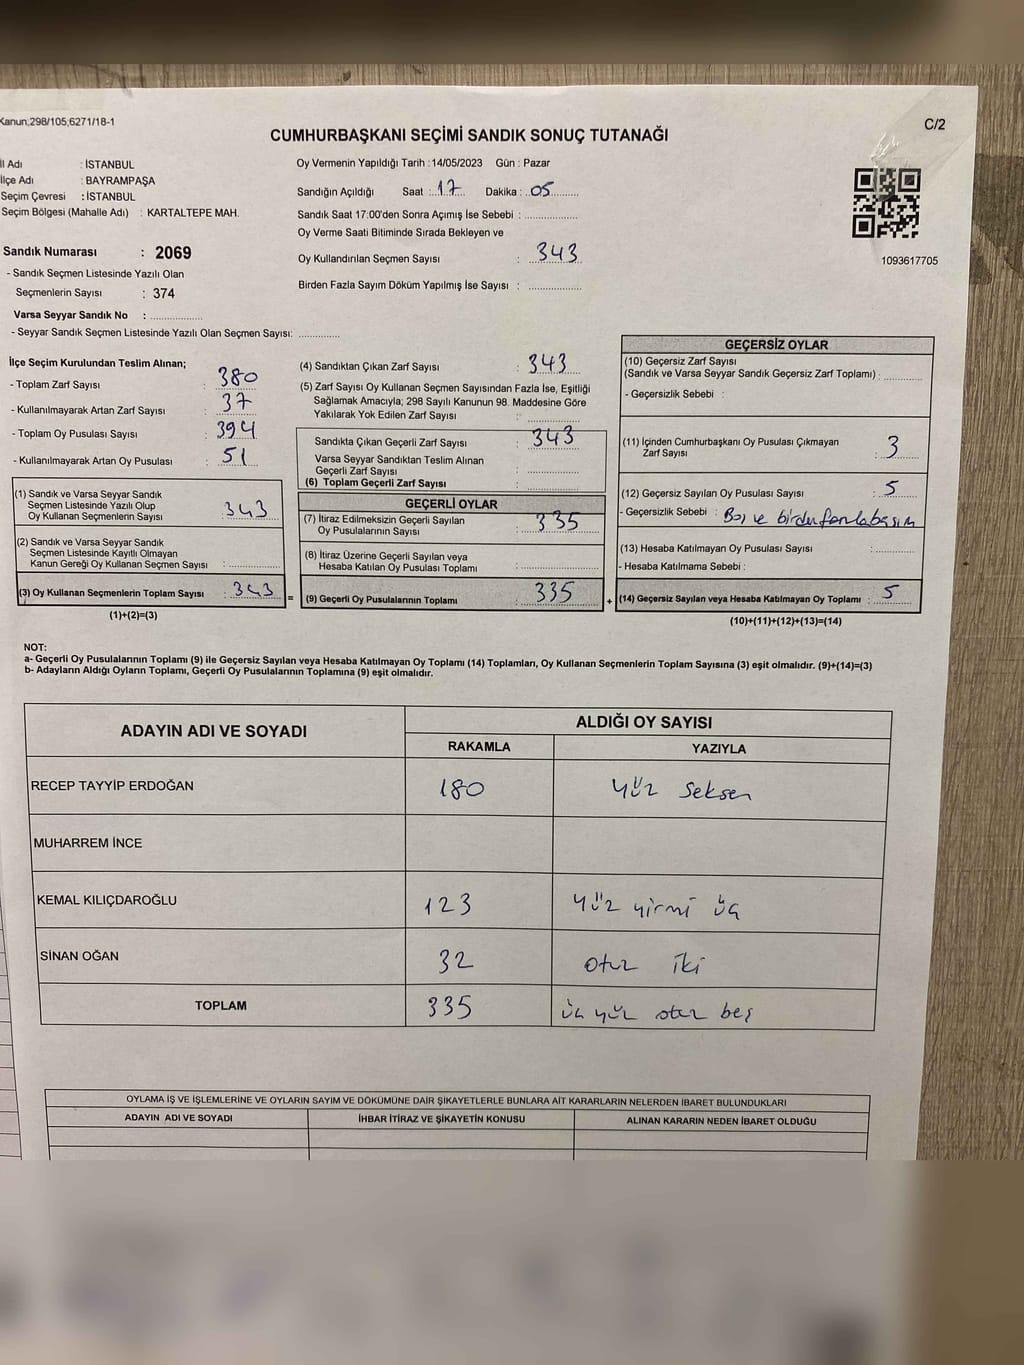 Kanun;298/105;6271/18-1
C/2
CUMHURBAŞKANI SEÇİMİ SANDIK SONUÇ TUTANAĞI
İl Adı : İSTANBUL
İlçe Adı : BAYRAMPAŞA
Seçim Çevresi : İSTANBUL
Seçim Bölgesi (Mahalle Adı) : KARTALTEPE MAH.
Sandık Numarası : 2069
- Sandık Seçmen Listesinde Yazılı Olan
Seçmenlerin Sayısı : 374
Varsa Seyyar Sandık No : ..............
- Seyyar Sandık Seçmen Listesinde Yazılı Olan Seçmen Sayısı: ............
Oy Vermenin Yapıldığı Tarih : 14/05/2023 Gün : Pazar
Sandığın Açıldığı Saat : 17 Dakika : 05
Sandık Saat 17:00'den Sonra Açımış İse Sebebi : ................
Oy Verme Saati Bitiminde Sırada Bekleyen ve
Oy Kullandırılan Seçmen Sayısı : 343
Birden Fazla Sayım Döküm Yapılmış İse Sayısı : ................
1093617705
İlçe Seçim Kurulundan Teslim Alınan;
- Toplam Zarf Sayısı : 380
- Kullanılmayarak Artan Zarf Sayısı : 37
- Toplam Oy Pusulası Sayısı : 394
- Kullanılmayarak Artan Oy Pusulası : 51
(1) Sandık ve Varsa Seyyar Sandık
Seçmen Listesinde Yazılı Olup
Oy Kullanan Seçmenlerin Sayısı : 343
(2) Sandık ve Varsa Seyyar Sandık
Seçmen Listesinde Kayıtlı Olmayan
Kanun Gereği Oy Kullanan Seçmen Sayısı : ................
(3) Oy Kullanan Seçmenlerin Toplam Sayısı : 343
(1)+(2)=(3)
=
(4) Sandıktan Çıkan Zarf Sayısı : 343
(5) Zarf Sayısı Oy Kullanan Seçmen Sayısından Fazla İse, Eşitliği
Sağlamak Amacıyla; 298 Sayılı Kanunun 98. Maddesine Göre
Yakılarak Yok Edilen Zarf Sayısı : ................
Sandıkta Çıkan Geçerli Zarf Sayısı : 343
Varsa Seyyar Sandıktan Teslim Alınan
Geçerli Zarf Sayısı : ................
(6) Toplam Geçerli Zarf Sayısı : ................
GEÇERLİ OYLAR
(7) İtiraz Edilmeksizin Geçerli Sayılan
Oy Pusulalarının Sayısı : 335
(8) İtiraz Üzerine Geçerli Sayılan veya
Hesaba Katılan Oy Pusulası Toplamı : ................
(9) Geçerli Oy Pusulalarının Toplamı : 335
+
GEÇERSİZ OYLAR
(10) Geçersiz Zarf Sayısı
(Sandık ve Varsa Seyyar Sandık Geçersiz Zarf Toplamı) : ............
- Geçersizlik Sebebi :
(11) İçinden Cumhurbaşkanı Oy Pusulası Çıkmayan
Zarf Sayısı : 3
(12) Geçersiz Sayılan Oy Pusulası Sayısı : 5
- Geçersizlik Sebebi : Boş ve birden fazla basım
(13) Hesaba Katılmayan Oy Pusulası Sayısı : ............
- Hesaba Katılmama Sebebi :
(14) Geçersiz Sayılan veya Hesaba Katılmayan Oy Toplamı : 5
(10)+(11)+(12)+(13)=(14)
NOT:
a- Geçerli Oy Pusulalarının Toplamı (9) ile Geçersiz Sayılan veya Hesaba Katılmayan Oy Toplamı (14) Toplamları, Oy Kullanan Seçmenlerin Toplam Sayısına (3) eşit olmalıdır. (9)+(14)=(3)
b- Adayların Aldığı Oyların Toplamı, Geçerli Oy Pusulalarının Toplamına (9) eşit olmalıdır.
ADAYIN ADI VE SOYADI ALDIĞI OY SAYISI
RAKAMLA YAZIYLA
RECEP TAYYİP ERDOĞAN 180 yüz seksen
MUHARREM İNCE
KEMAL KILIÇDAROĞLU 123 yüz yirmi üç
SİNAN OĞAN 32 otuz iki
TOPLAM 335 üç yüz otuz beş
OYLAMA İŞ VE İŞLEMLERİNE VE OYLARIN SAYIM VE DÖKÜMÜNE DAİR ŞİKAYETLERLE BUNLARA AİT KARARLARIN NELERDEN İBARET BULUNDUKLARI
ADAYIN ADI VE SOYADI İHBAR İTİRAZ VE ŞİKAYETİN KONUSU ALINAN KARARIN NEDEN İBARET OLDUĞU